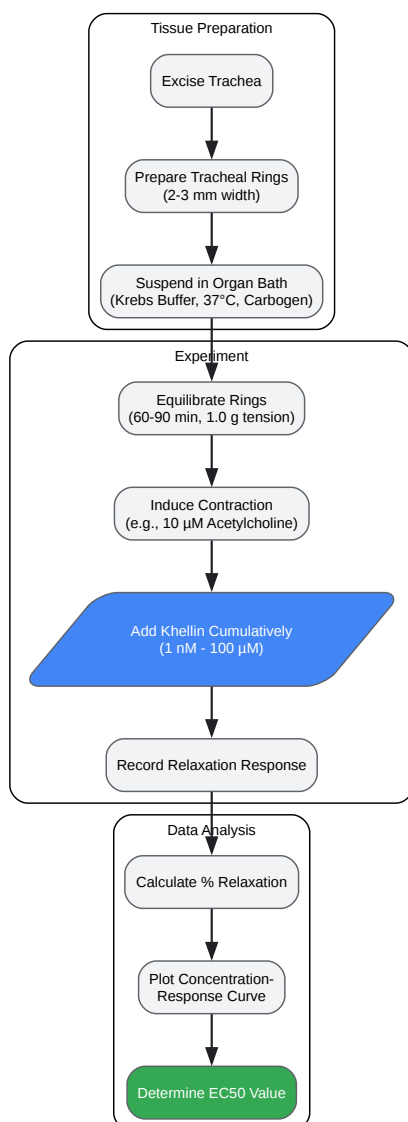 Tissue Preparation
Excise Trachea
Prepare Tracheal Rings
(2-3 mm width)
Suspend in Organ Bath
(Krebs Buffer, 37°C, Carbogen)
Experiment
Equilibrate Rings
(60-90 min, 1.0 g tension)
Induce Contraction
(e.g., 10 µM Acetylcholine)
Add Khellin Cumulatively
(1 nM - 100 µM)
Record Relaxation Response
Data Analysis
Calculate % Relaxation
Plot Concentration-
Response Curve
Determine EC50 Value